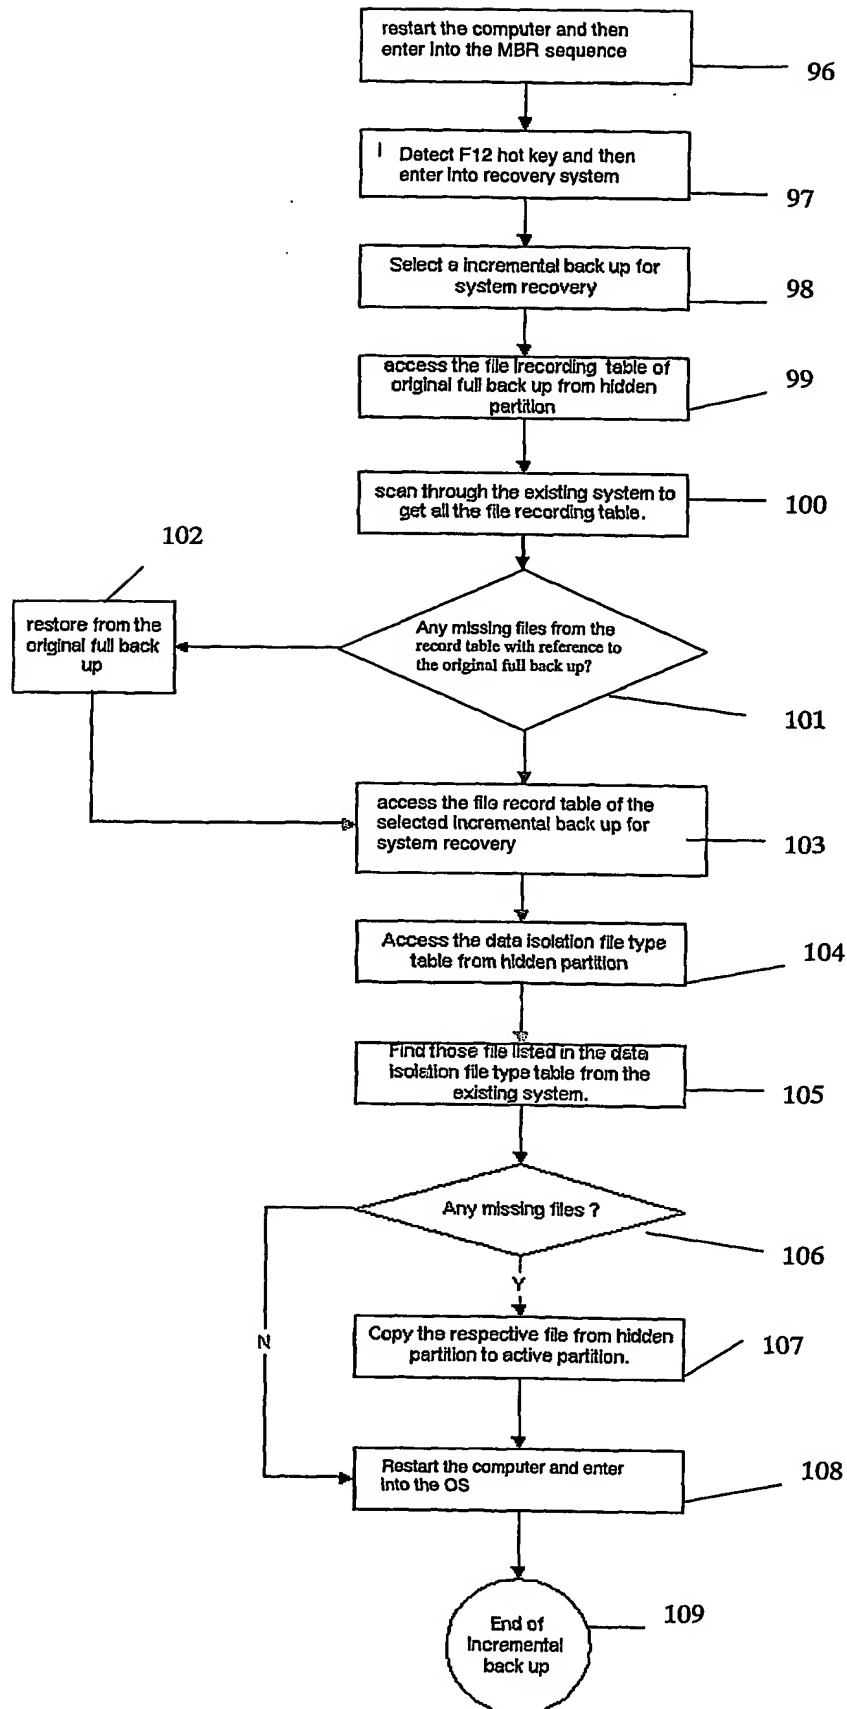 restart the computer and then
enter into the MBR sequence
96
I Detect F12 hot key and then
enter into recovery system
97
Select a incremental back up for
system recovery
98
access the file recording table of
original full back up from hidden
partition
99
scan through the existing system to
get all the file recording table.
100
102
restore from the
original full back
up
Any missing files from the
record table with reference to
the original full back up?
101
access the file record table of the
selected incremental back up for
system recovery
103
Access the data isolation file type
table from hidden partition
104
Find those file listed in the data
isolation file type table from the
existing system.
105
Any missing files ?
106
Y
N
Copy the respective file from hidden
partition to active partition.
107
Restart the computer and enter
into the OS
108
End of
incremental
back up
109